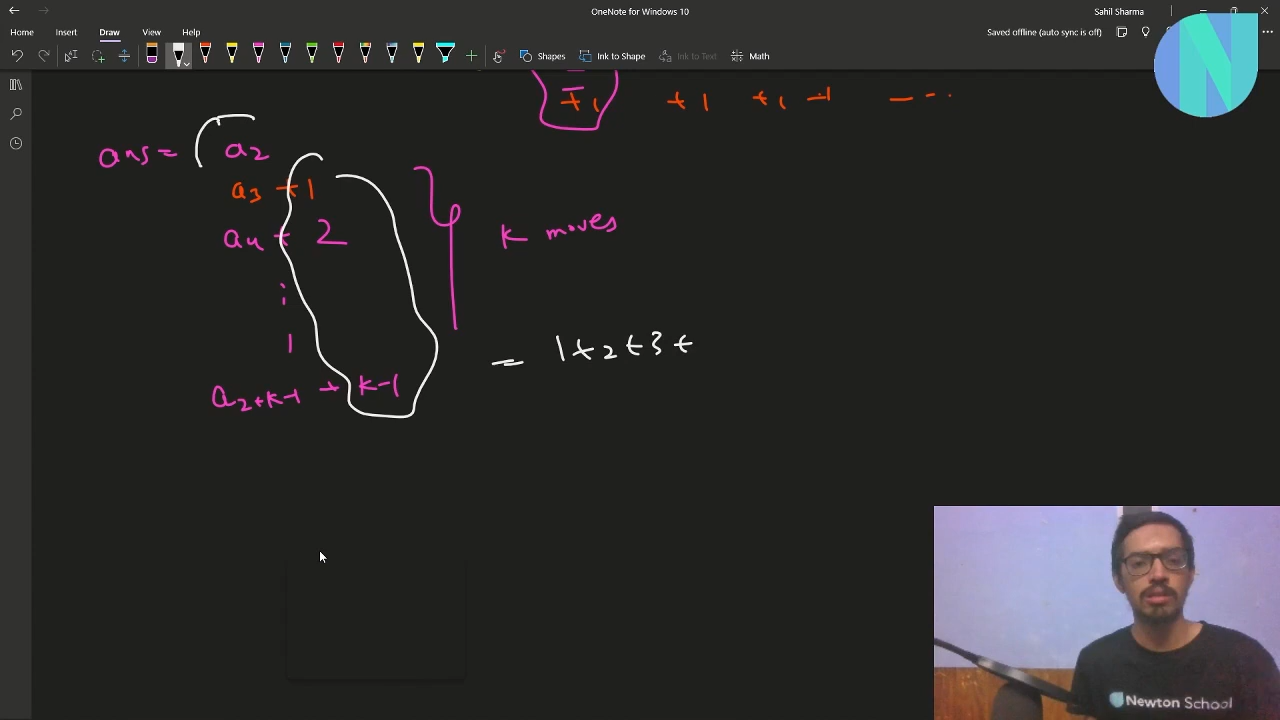 OneNote for Windows 10
Sahil Sharma
Home Insert Draw View Help
Saved offline (auto sync is off)
Shapes Ink to Shape Ink to Text Math
+1 +1 +1 +1 - - - .
ans = a2
a3 + 1
a4 + 2
k moves
= 1+2+3+
a2+k-1 + k-1
Newton School